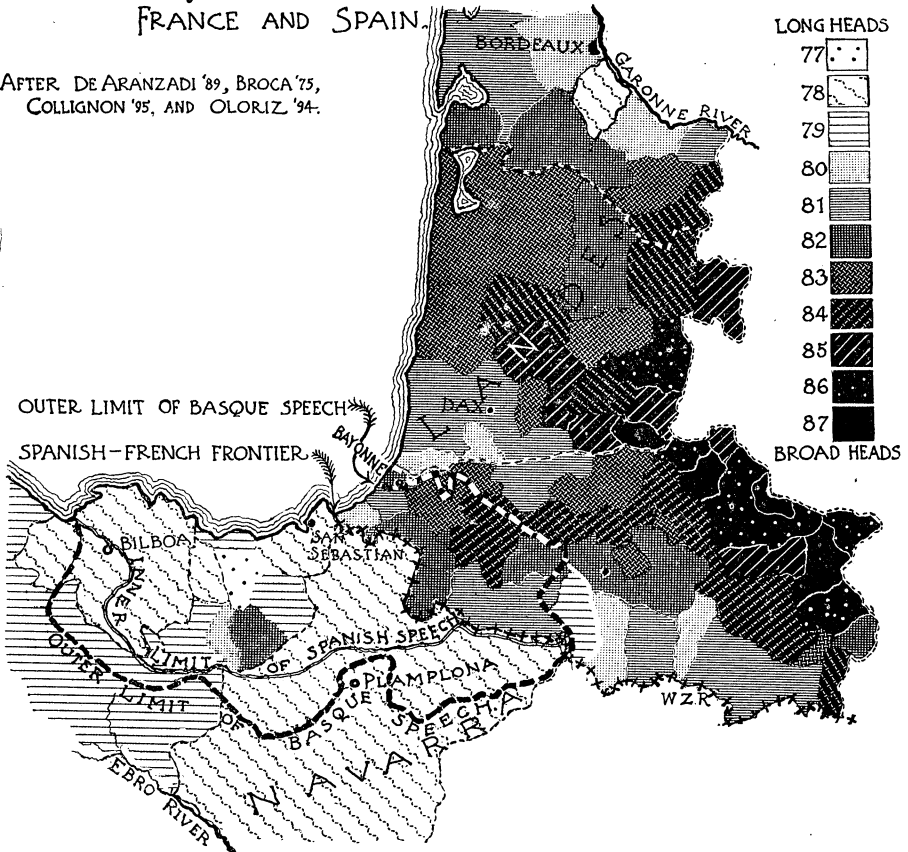 FRANCE AND SPAIN.
AFTER DE ARANZADI '89, BROCA '75,
COLLIGNON '95, AND OLORIZ '94.
LONG HEADS
77
78
79
80
81
82
83
84
85
86
87
BROAD HEADS
BORDEAUX
GARONNE RIVER
LANDES
DAX
OUTER LIMIT OF BASQUE SPEECH
BAYONNE
SPANISH-FRENCH FRONTIER
SAN
SEBASTIAN
BILBOA
INNER LIMIT OF SPANISH SPEECH
OUTER LIMIT OF BASQUE SPEECH
PLAMPLONA
NAVARRA
EBRO RIVER
W.Z.R.